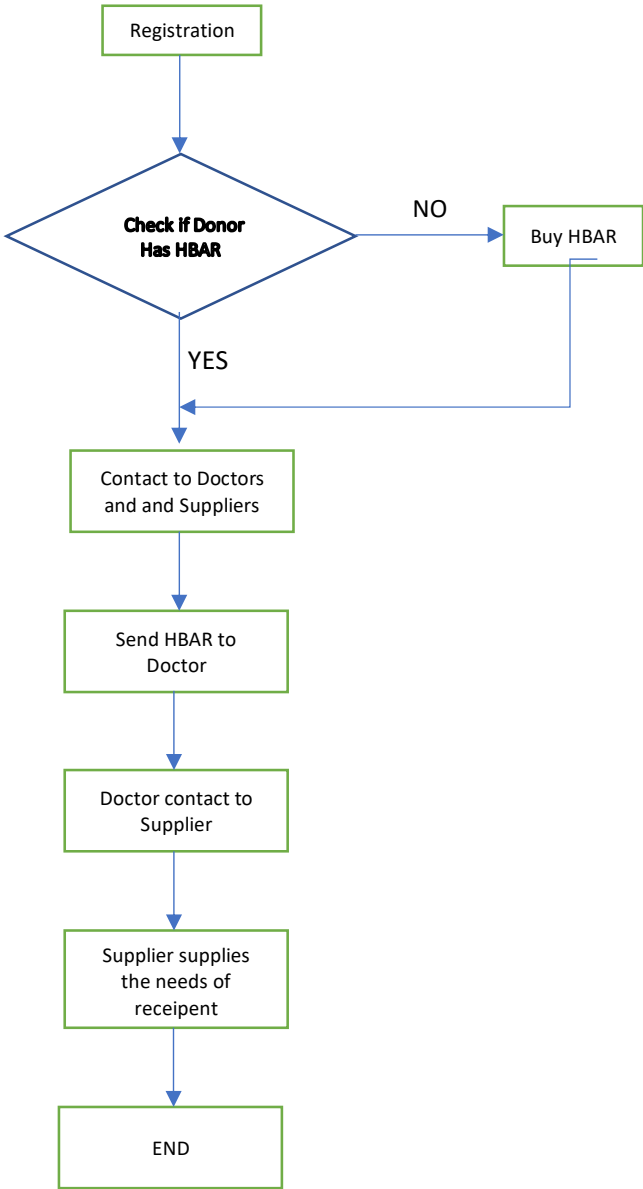 Registration
Check if Donor
Has HBAR
NO
Buy HBAR
YES
Contact to Doctors
and and Suppliers
Send HBAR to
Doctor
Doctor contact to
Supplier
Supplier supplies
the needs of
receipent
END